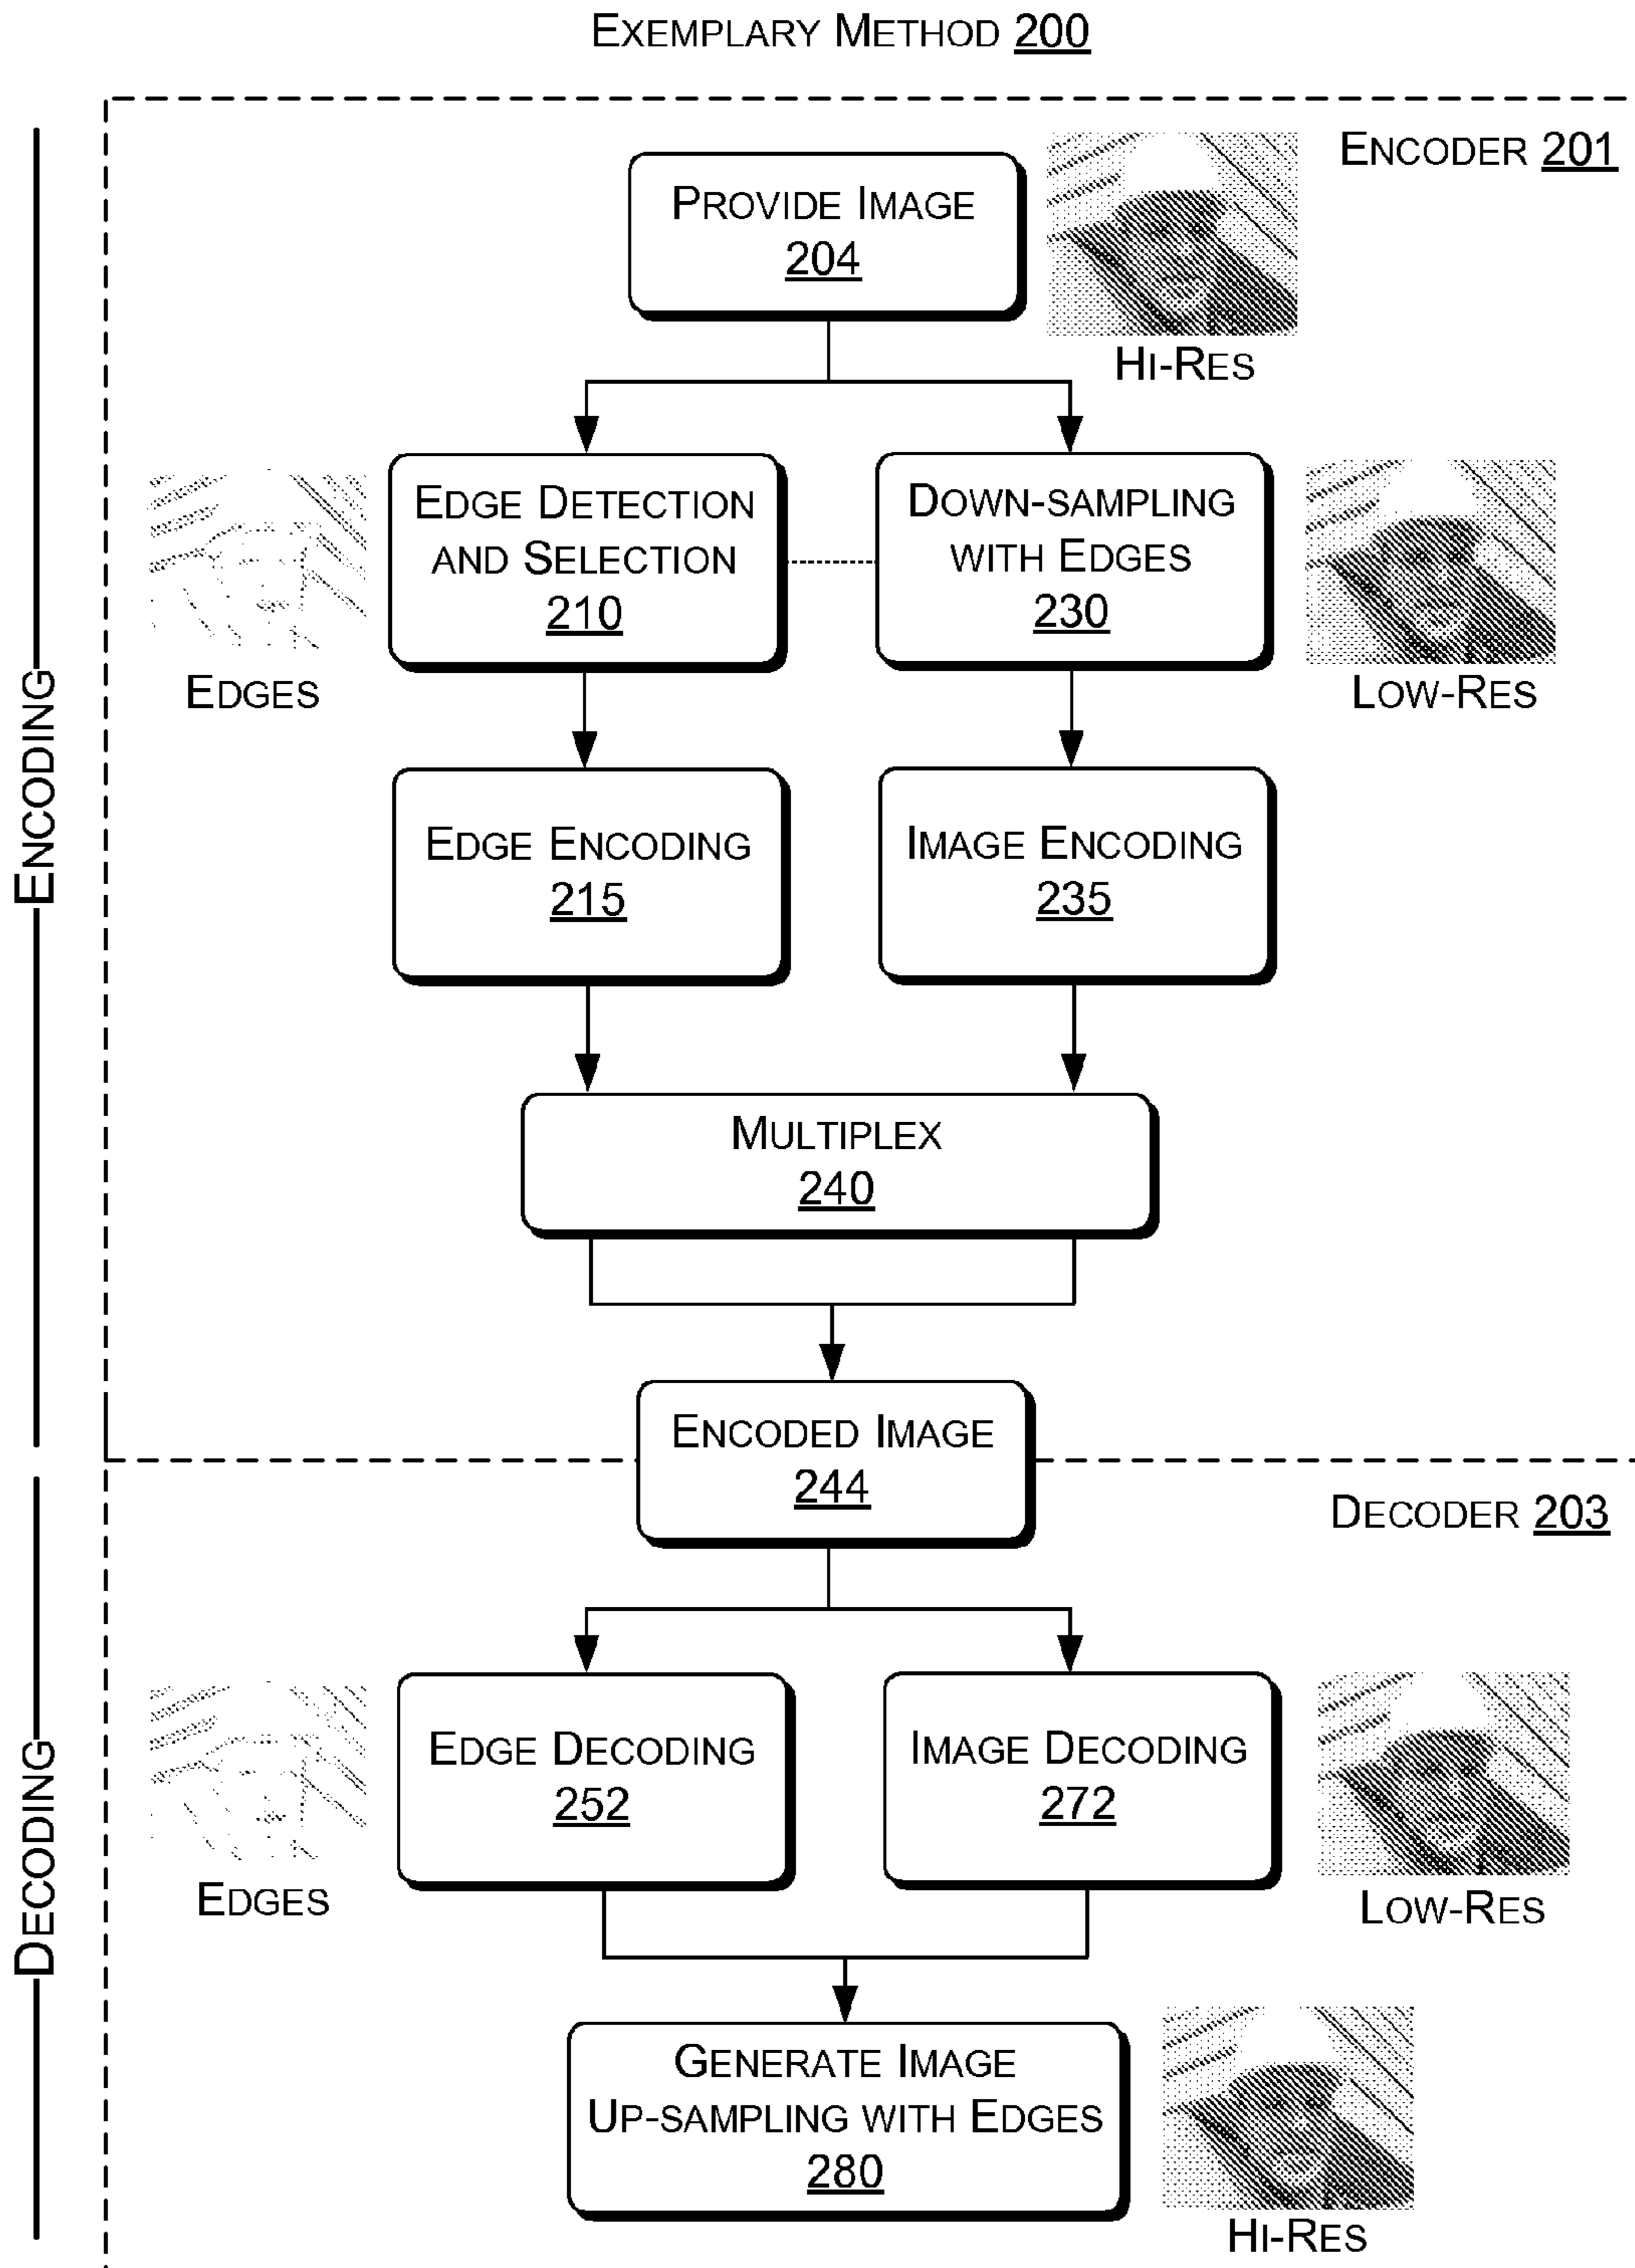 EXEMPLARY METHOD 200
ENCODER 201
PROVIDE IMAGE
204
HI-RES
EDGE DETECTION
AND SELECTION
210
DOWN-SAMPLING
WITH EDGES
230
EDGES
LOW-RES
ENCODING
EDGE ENCODING
215
IMAGE ENCODING
235
MULTIPLEX
240
ENCODED IMAGE
244
DECODER 203
DECODING
EDGE DECODING
252
IMAGE DECODING
272
EDGES
LOW-RES
GENERATE IMAGE
UP-SAMPLING WITH EDGES
280
HI-RES